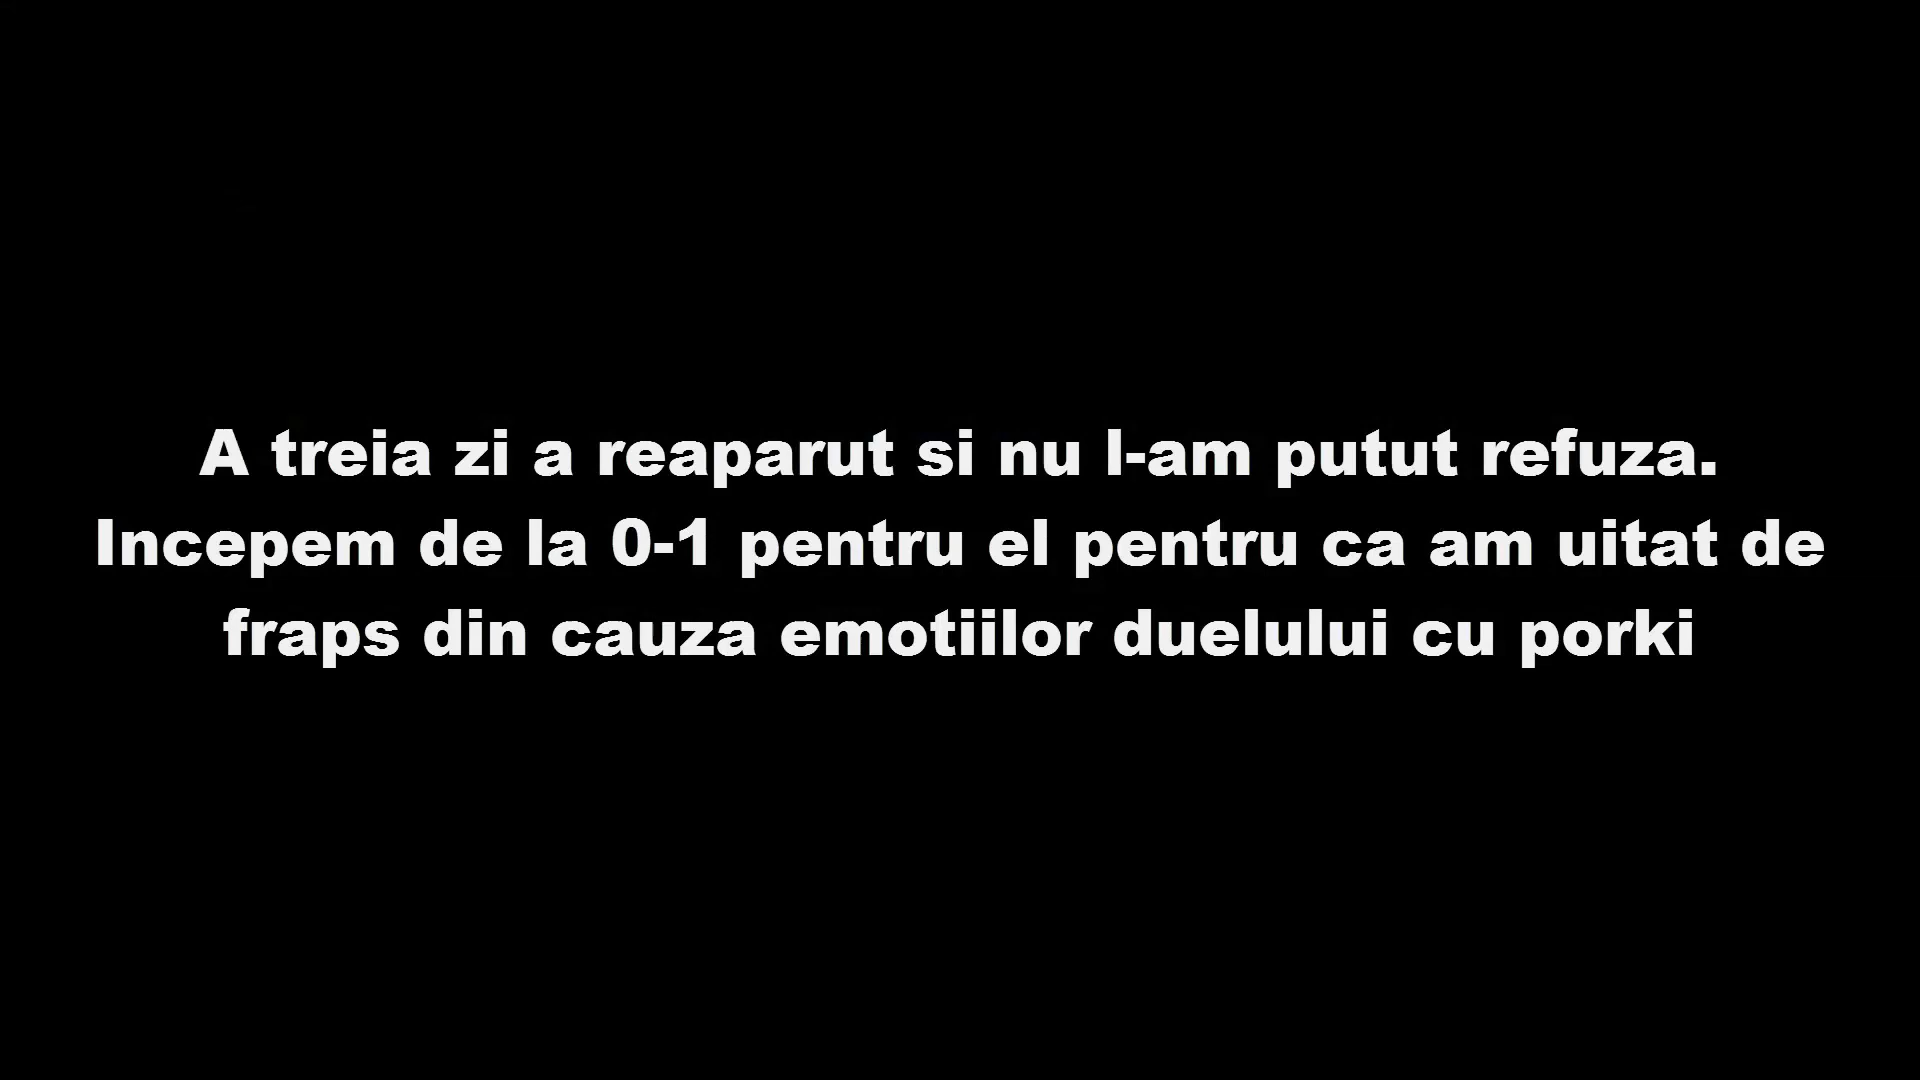 A treia zi a reaparut si nu l-am putut refuza.
Incepem de la 0-1 pentru el pentru ca am uitat de
fraps din cauza emotiilor duelului cu porki